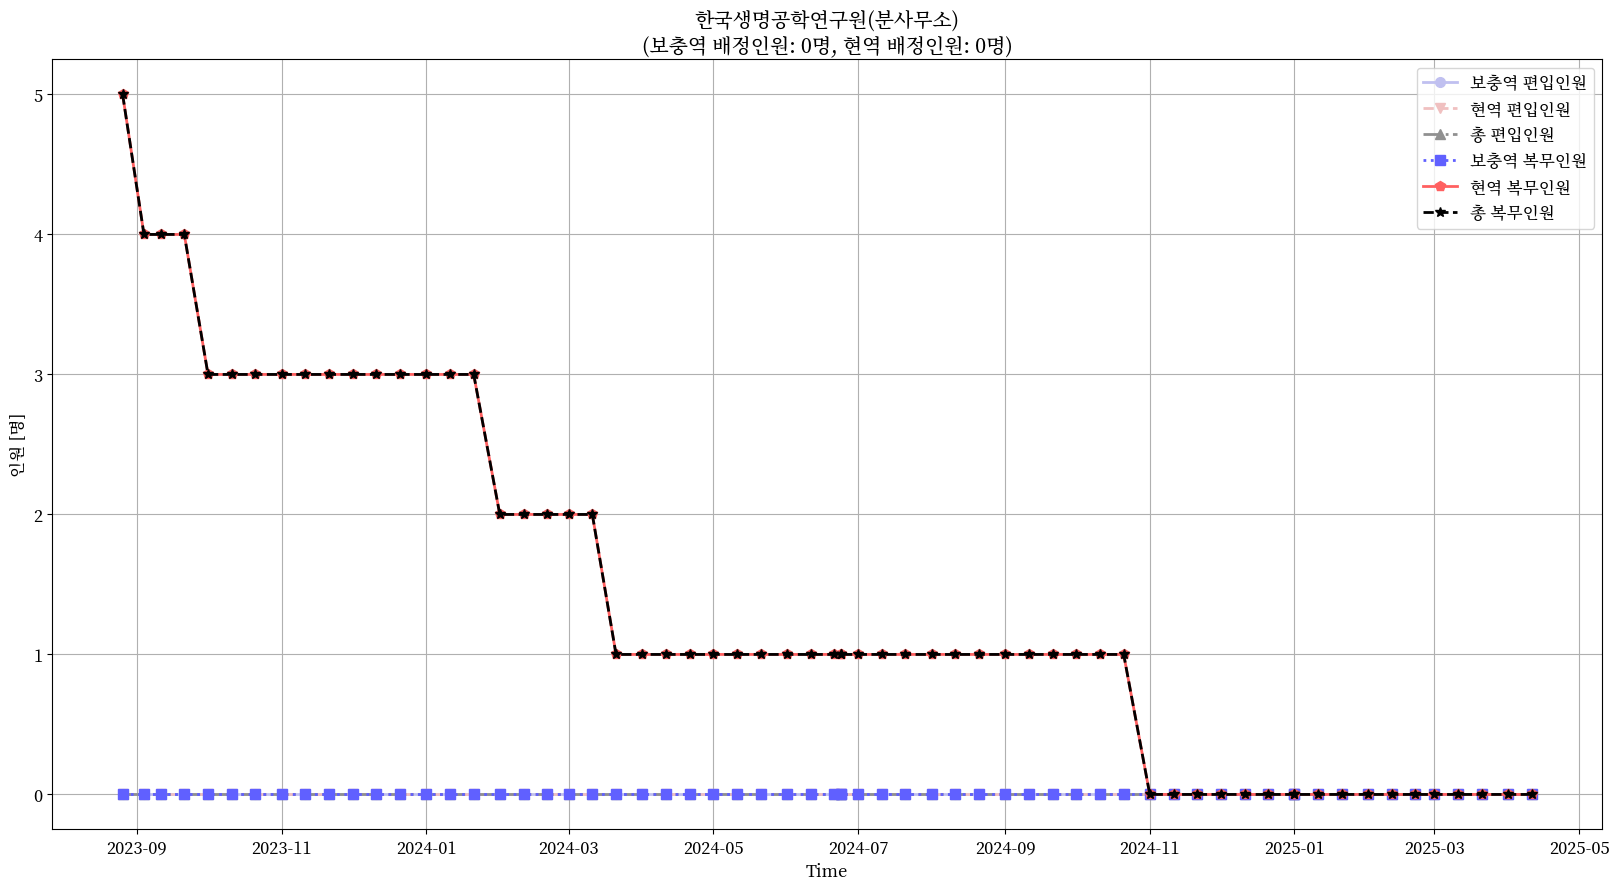 한국생명공학연구원(분사무소)
(보충역 배정인원: 0명, 현역 배정인원: 0명)
보충역 편입인원
현역 편입인원
총 편입인원
보충역 복무인원
현역 복무인원
총 복무인원
인원 [명]
5
4
3
2
1
0
2023-09
2023-11
2024-01
2024-03
2024-05
2024-07
2024-09
2024-11
2025-01
2025-03
2025-05
Time